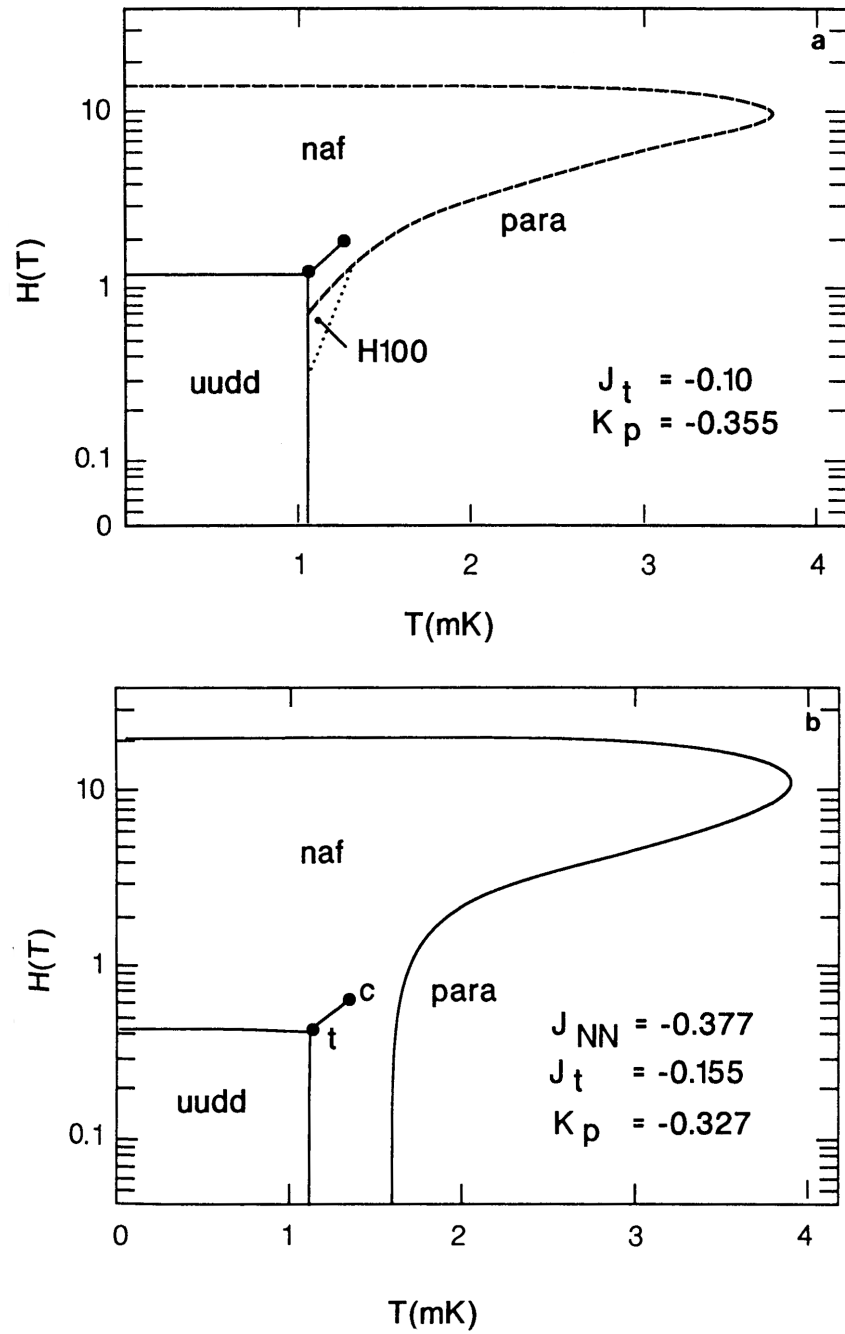 a
10
naf
para
H(T)
1
H100
uudd
J t = -0.10
K p = -0.355
0.1
0
1 2 3 4
T(mK)
b
10
naf
H(T)
1
c
para
t
J NN = -0.377
uudd
J t = -0.155
K p = -0.327
0.1
0 1 2 3 4
T(mK)